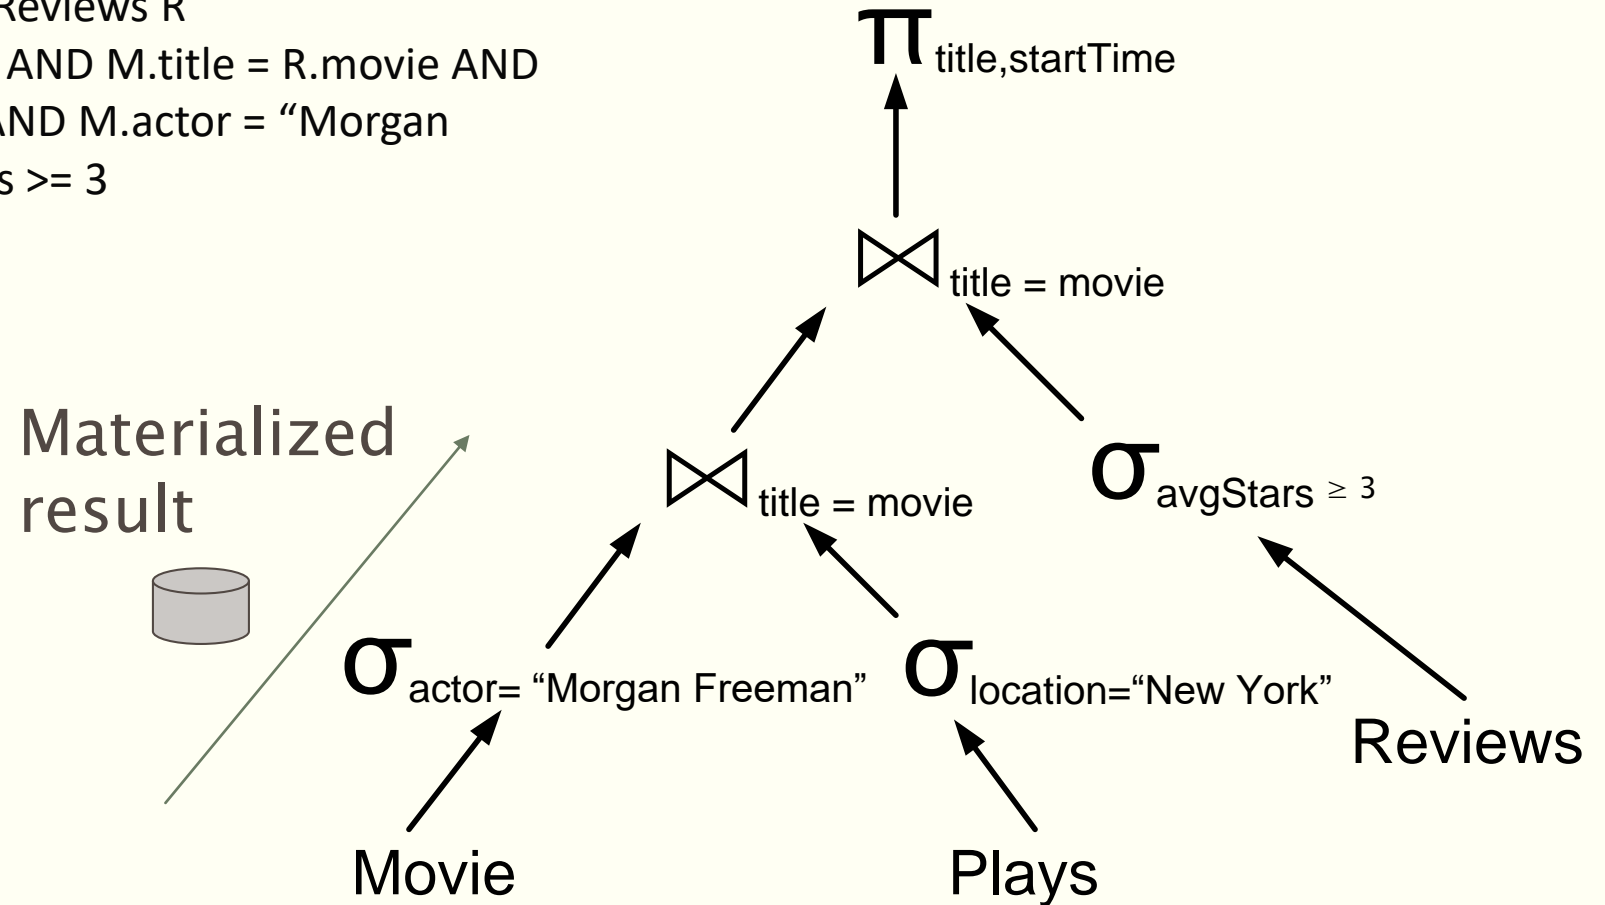 Reviews R
AND M.title = R.movie AND
AND M.actor = “Morgan
s >= 3
π title,startTime
⋈ title = movie
Materialized
result
⋈ title = movie
σ avgStars ≥ 3
σ actor= “Morgan Freeman”
σ location=“New York”
Reviews
Movie
Plays